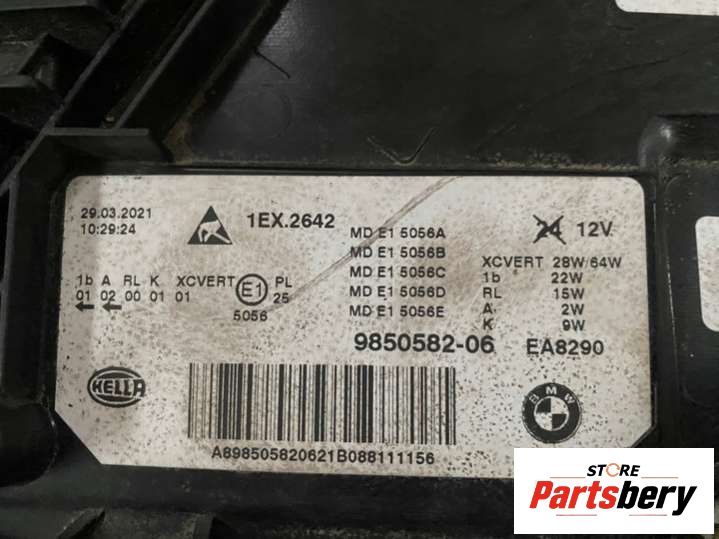 29.03.2021
10:29:24
1EX.2642
MD E1 5056A
MD E1 5056B
MD E1 5056C
MD E1 5056D
MD E1 5056E
24 12V
XCVERT 28W/64W
1b 22W
RL 15W
A 2W
K 9W
1b A RL K XCVERT
01 02 00 01 01
E1
PL
25
5056
9850582-06 EA8290
HELLA
BMW
A898505820621B088111156
STORE
Partsbery